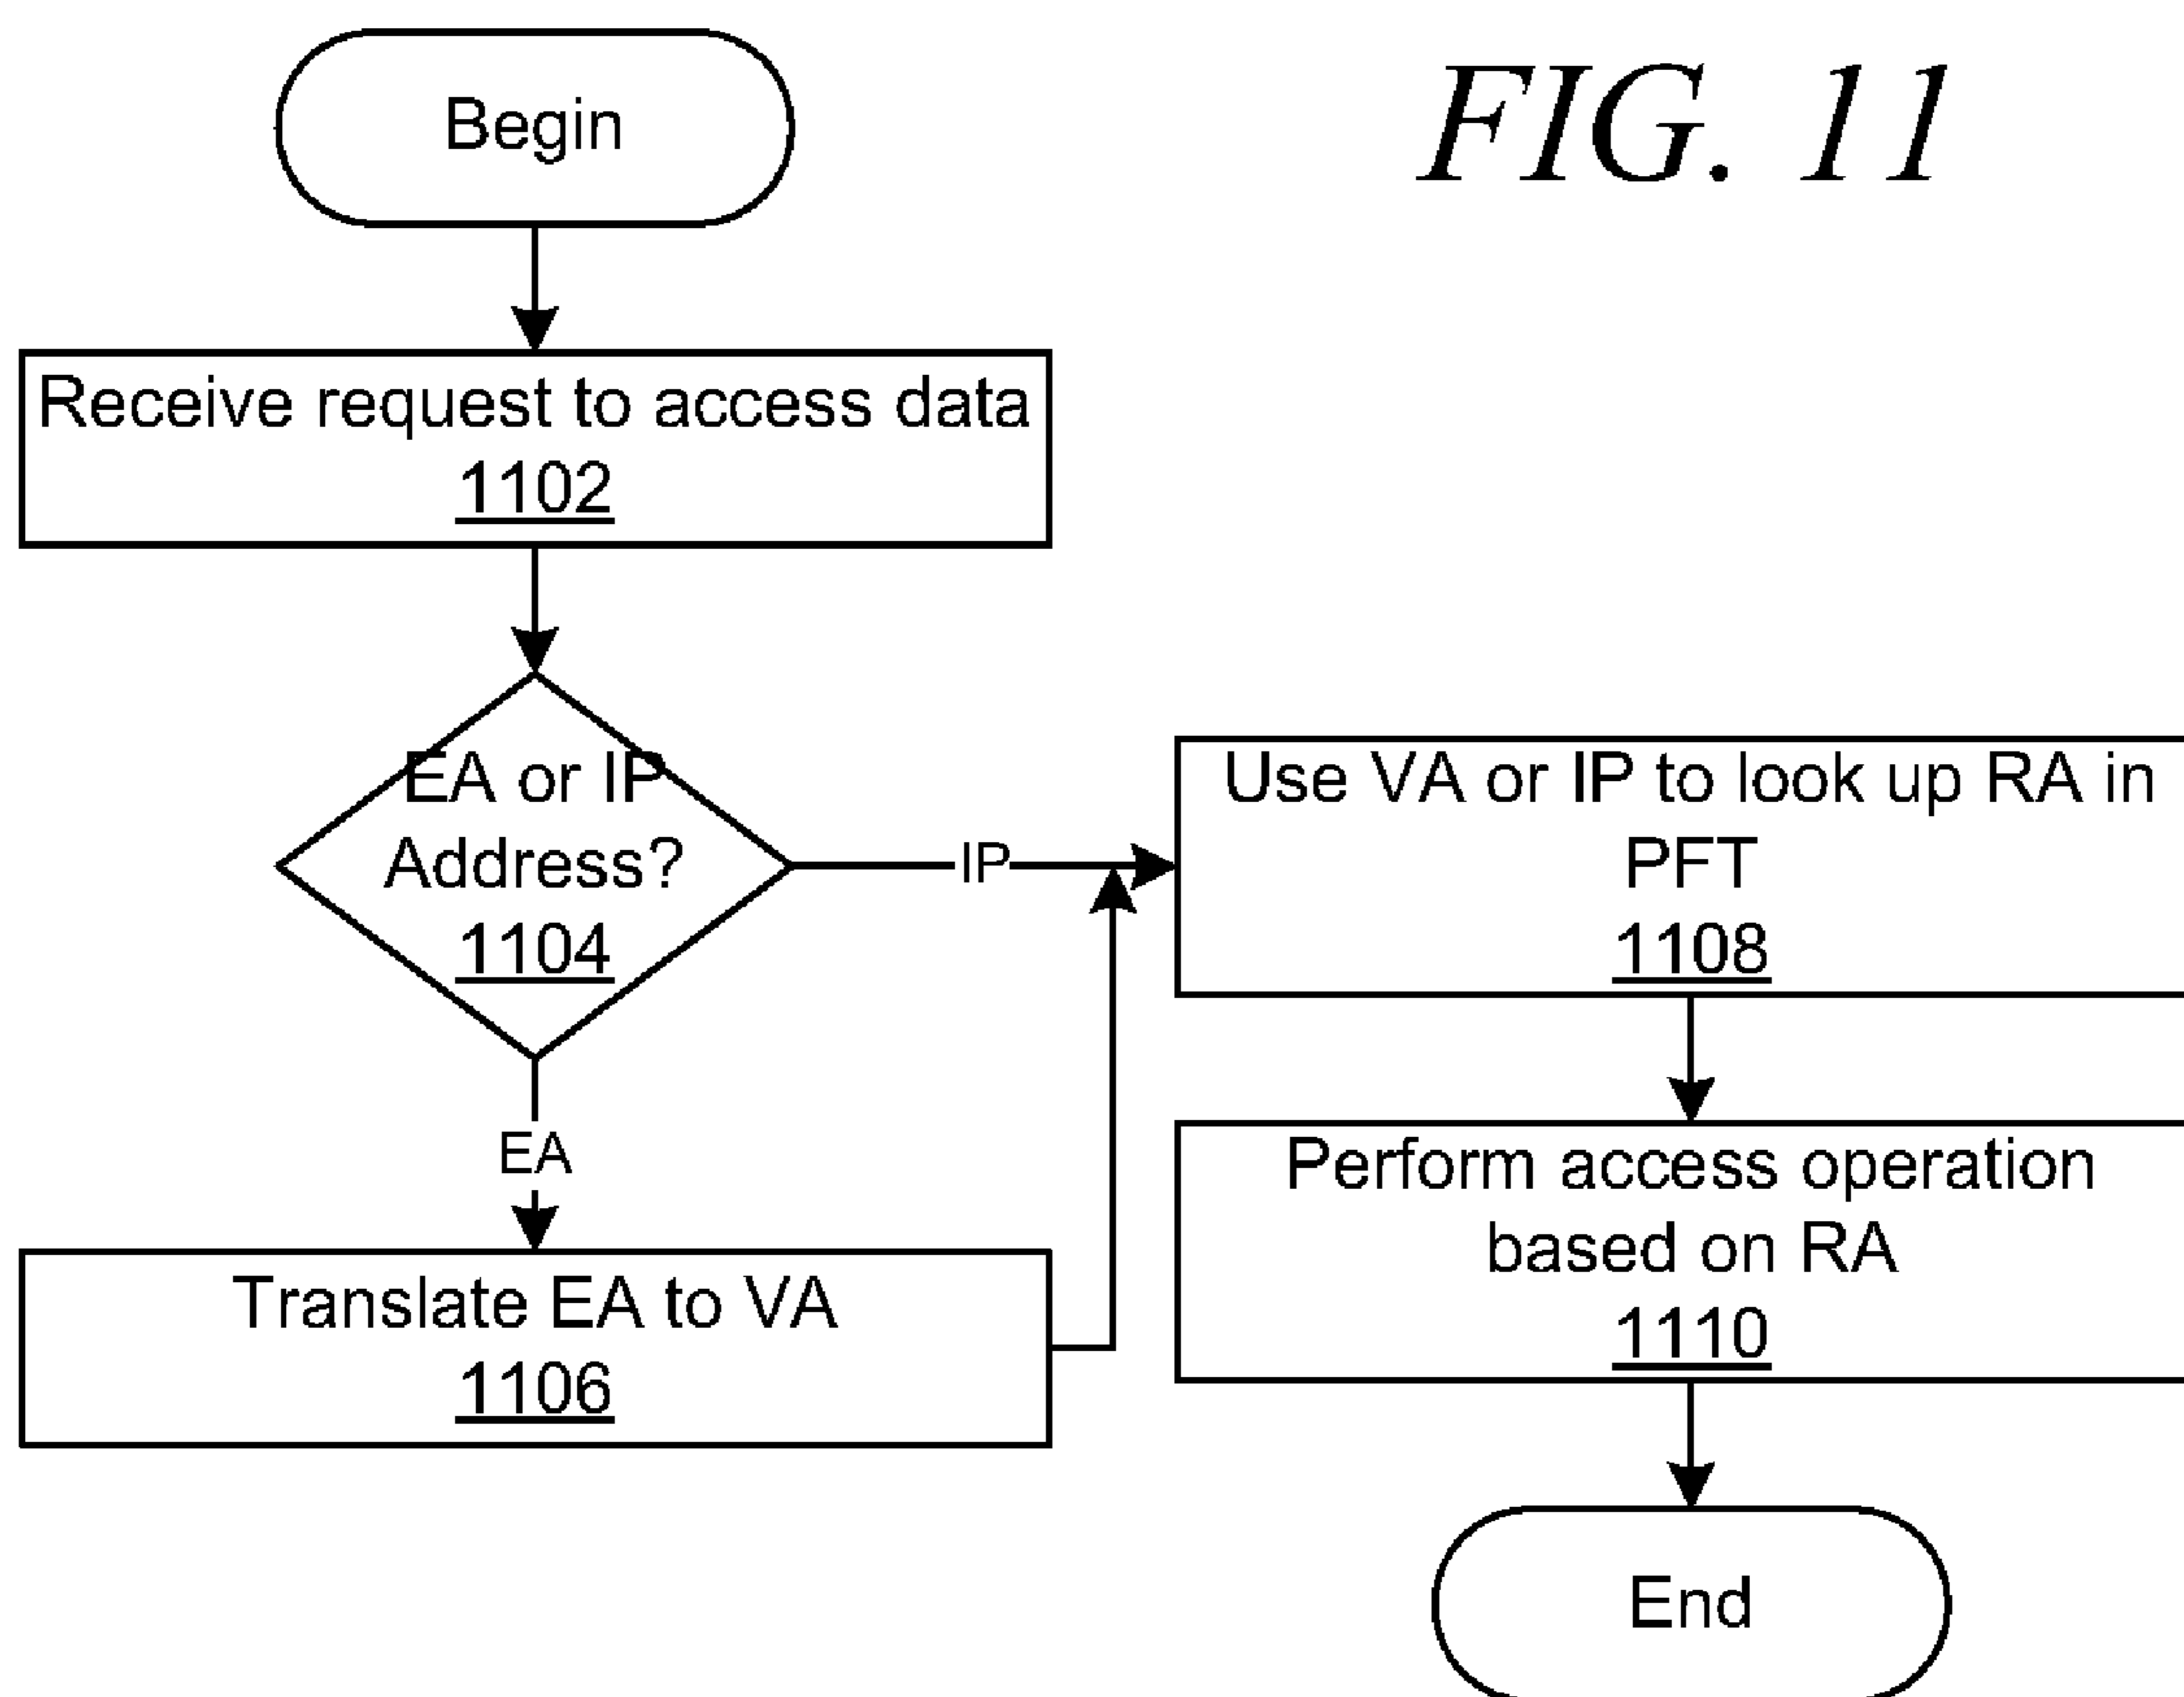 FIG. 11
Begin
Receive request to access data
1102
EA or IP
Address?
1104
IP
EA
Translate EA to VA
1106
Use VA or IP to look up RA in
PFT
1108
Perform access operation
based on RA
1110
End